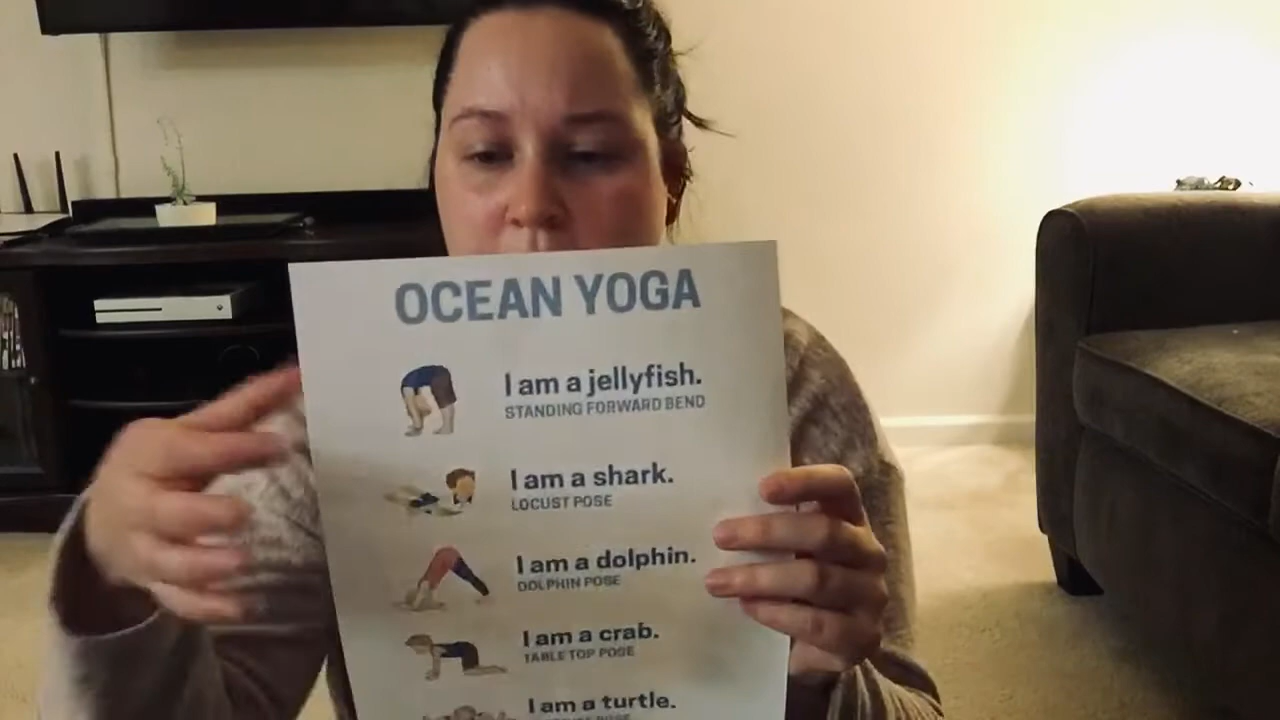 OCEAN YOGA
I am a jellyfish.
STANDING FORWARD BEND
I am a shark.
LOCUST POSE
I am a dolphin.
DOLPHIN POSE
I am a crab.
TABLE TOP POSE
I am a turtle.
POSE